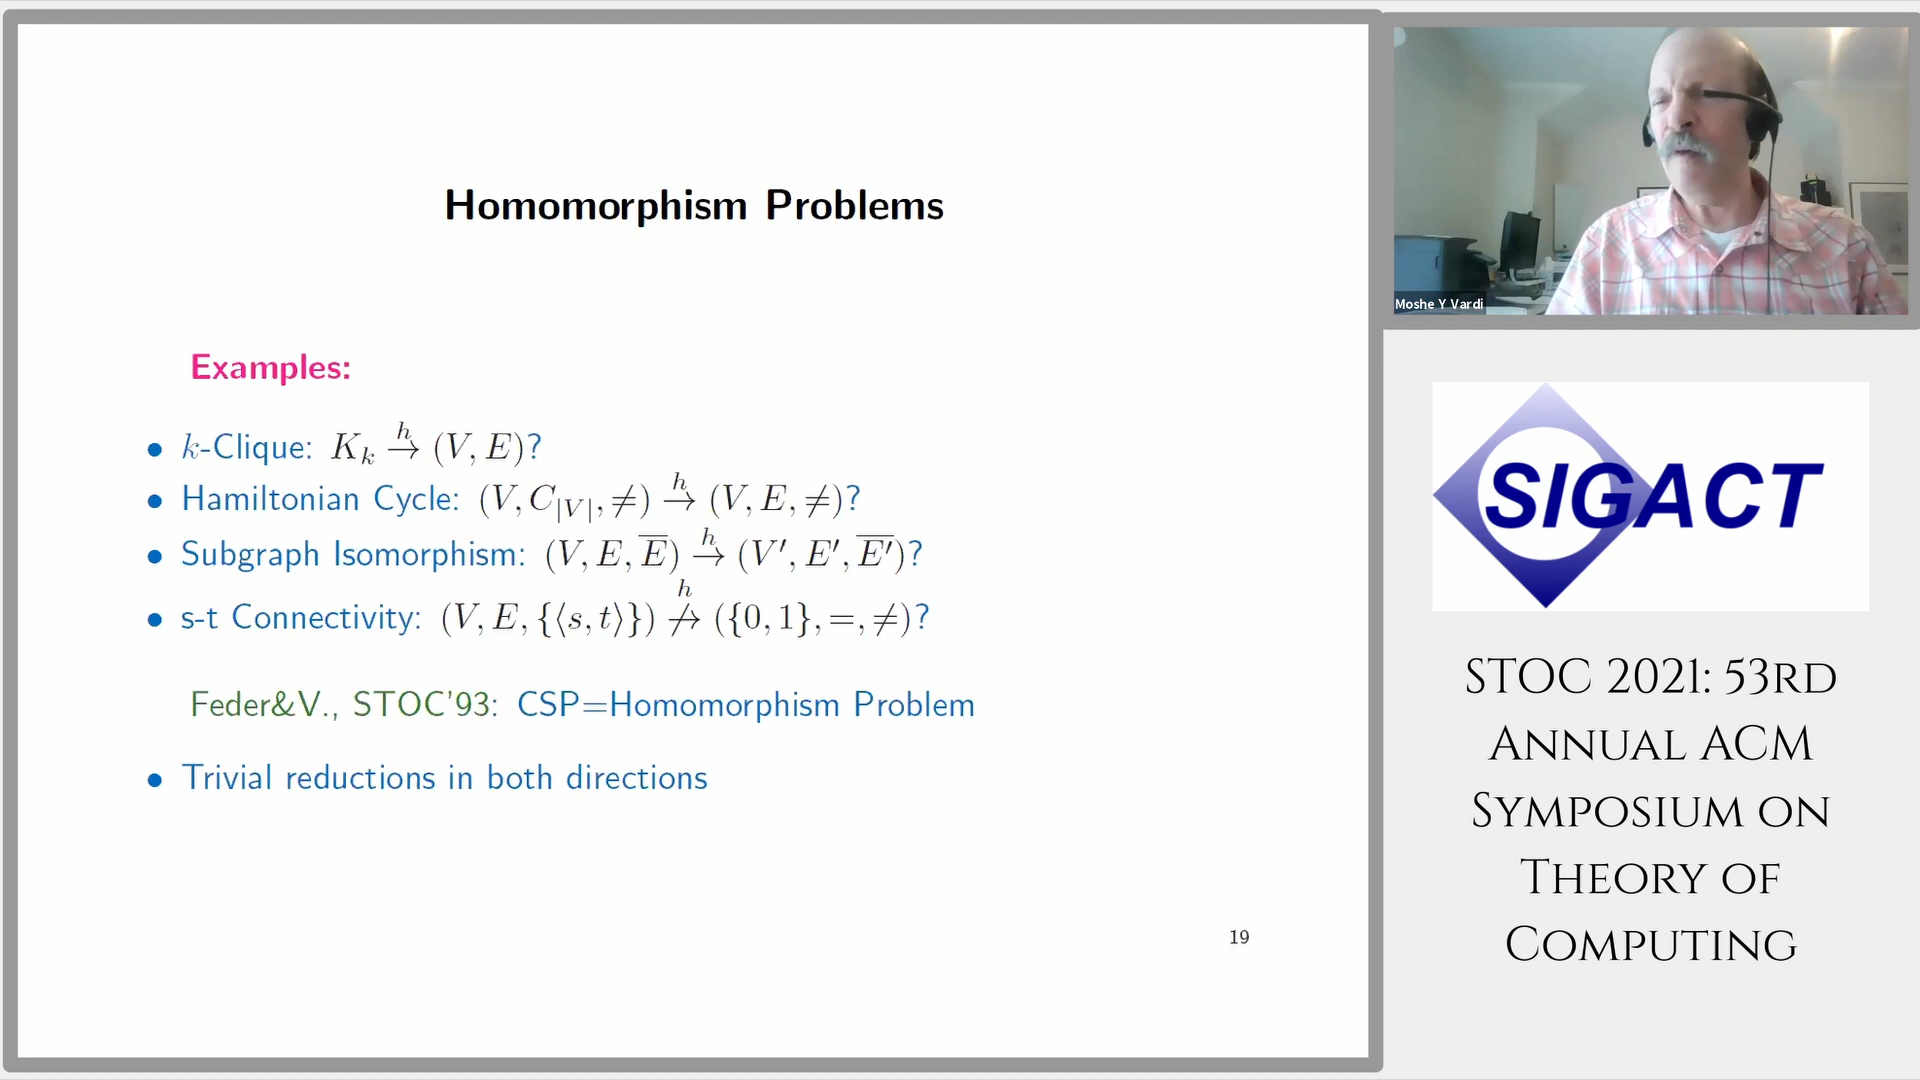 Homomorphism Problems
Examples:
• k-Clique: K_k →^h (V, E)?
• Hamiltonian Cycle: (V, C_{|V|}, ≠) →^h (V, E, ≠)?
• Subgraph Isomorphism: (V, E, E̅) →^h (V′, E′, E̅′)?
• s-t Connectivity: (V, E, {⟨s, t⟩}) ↛^h ({0, 1}, =, ≠)?
Feder&V., STOC'93: CSP=Homomorphism Problem
• Trivial reductions in both directions
19
Moshe Y Vardi
SIGACT
STOC 2021: 53rd
Annual ACM
Symposium on
Theory of
Computing